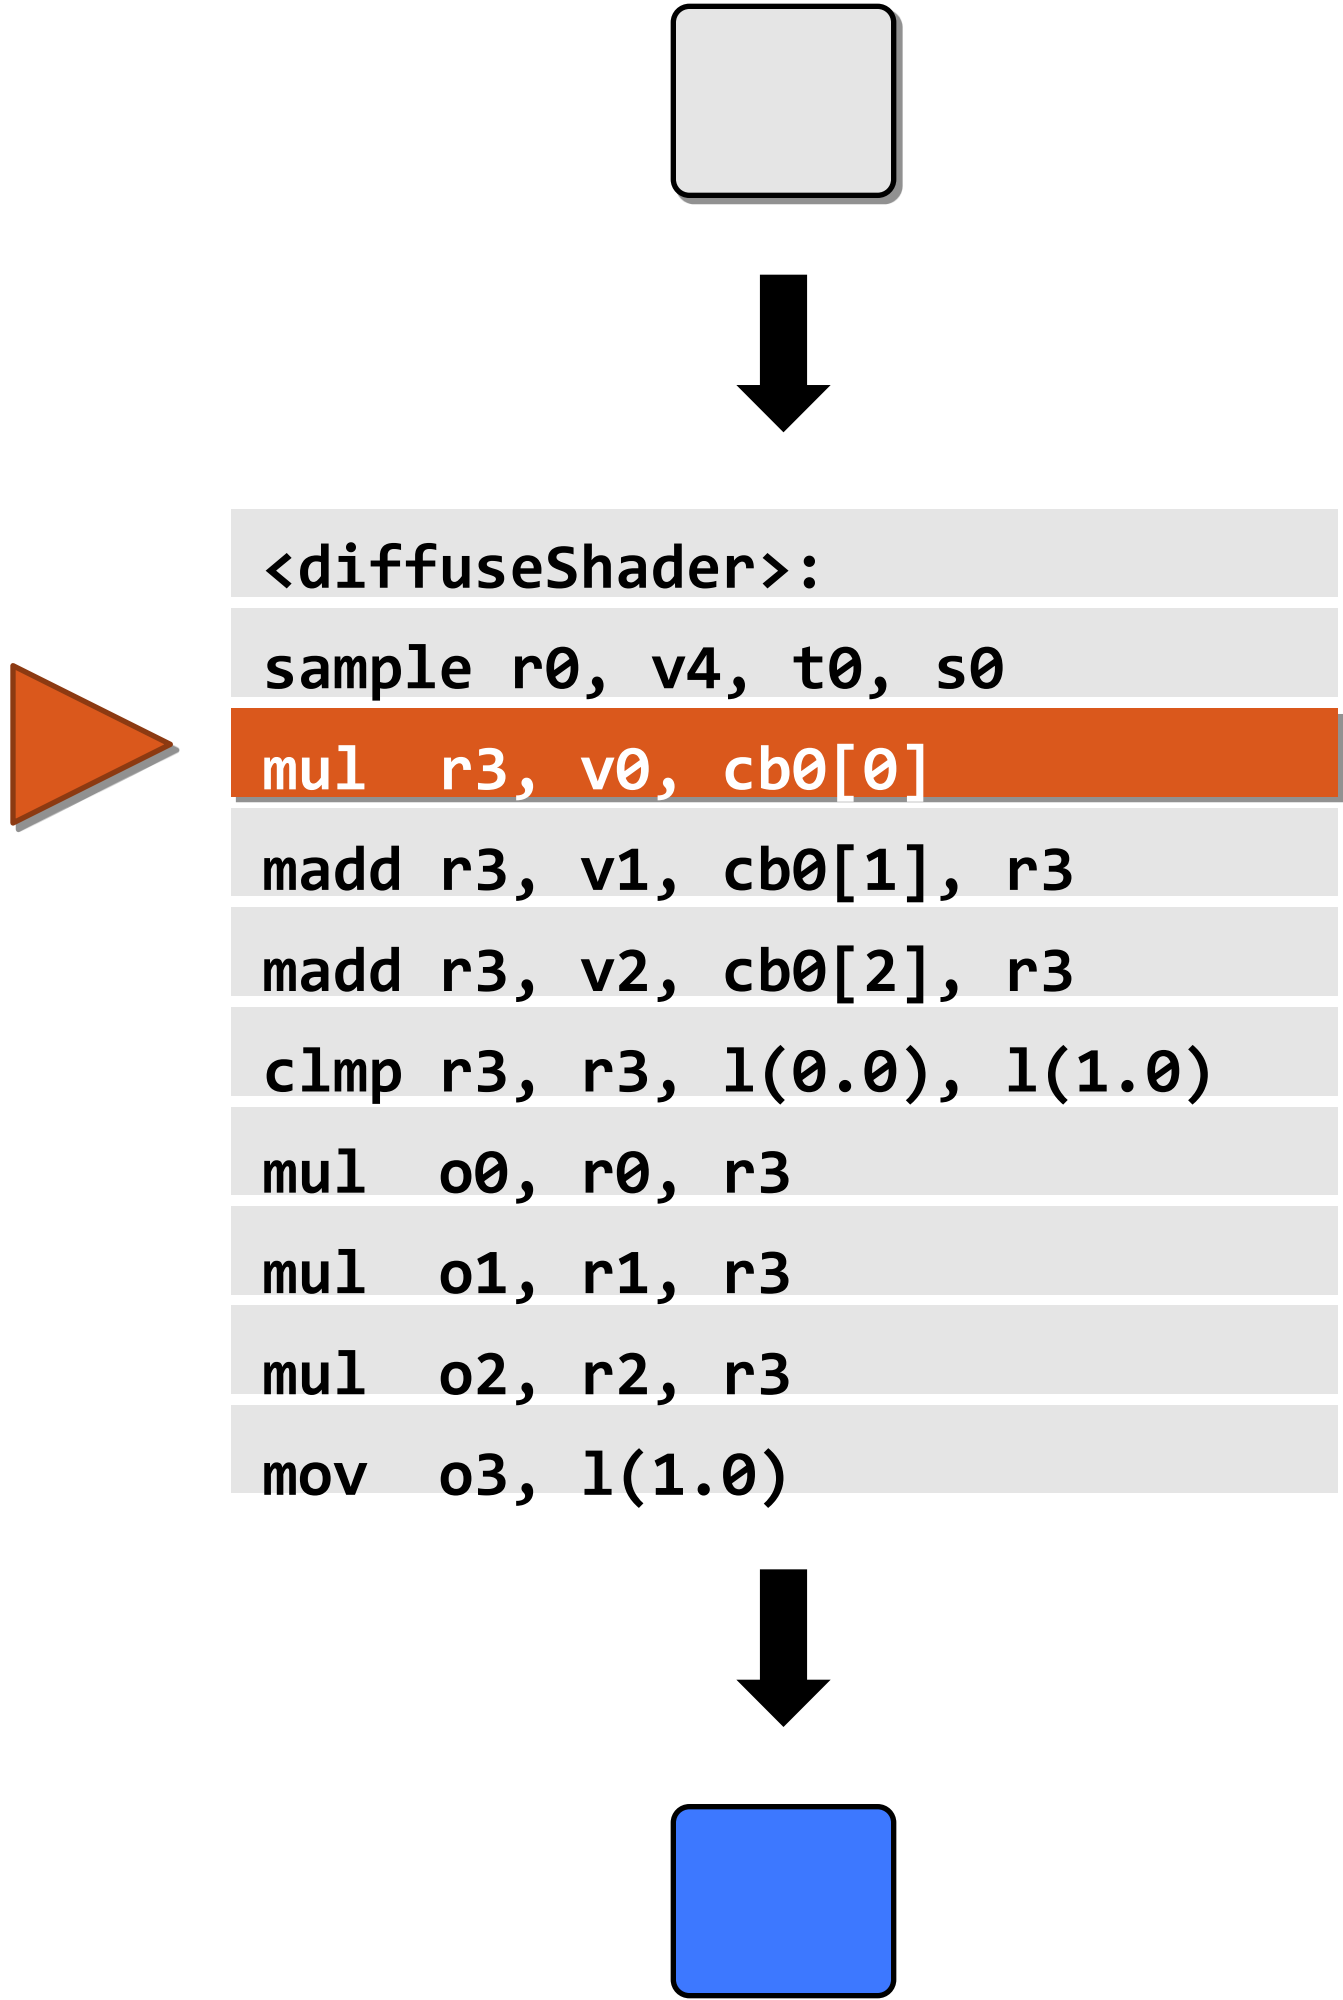 <diffuseShader>:
sample r0, v4, t0, s0
mul  r3, v0, cb0[0]
madd r3, v1, cb0[1], r3
madd r3, v2, cb0[2], r3
clmp r3, r3, l(0.0), l(1.0)
mul  o0, r0, r3
mul  o1, r1, r3
mul  o2, r2, r3
mov  o3, l(1.0)